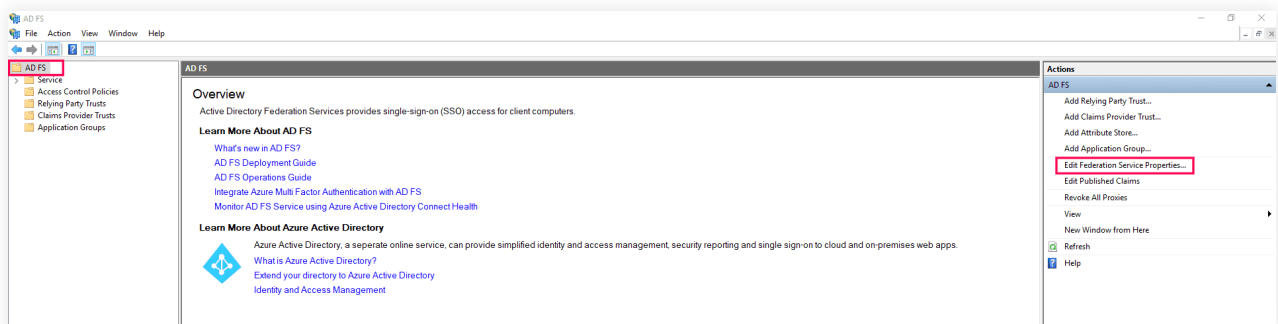 AD FS
File Action View Window Help
AD FS
Service
Access Control Policies
Relying Party Trusts
Claims Provider Trusts
Application Groups
AD FS
Overview
Active Directory Federation Services provides single-sign-on (SSO) access for client computers.
Learn More About AD FS
What's new in AD FS?
AD FS Deployment Guide
AD FS Operations Guide
Integrate Azure Multi Factor Authentication with AD FS
Monitor AD FS Service using Azure Active Directory Connect Health
Learn More About Azure Active Directory
Azure Active Directory, a seperate online service, can provide simplified identity and access management, security reporting and single sign-on to cloud and on-premises web apps.
What is Azure Active Directory?
Extend your directory to Azure Active Directory
Identity and Access Management
Actions
AD FS
Add Relying Party Trust...
Add Claims Provider Trust...
Add Attribute Store...
Add Application Group...
Edit Federation Service Properties...
Edit Published Claims
Revoke All Proxies
View
New Window from Here
Refresh
Help